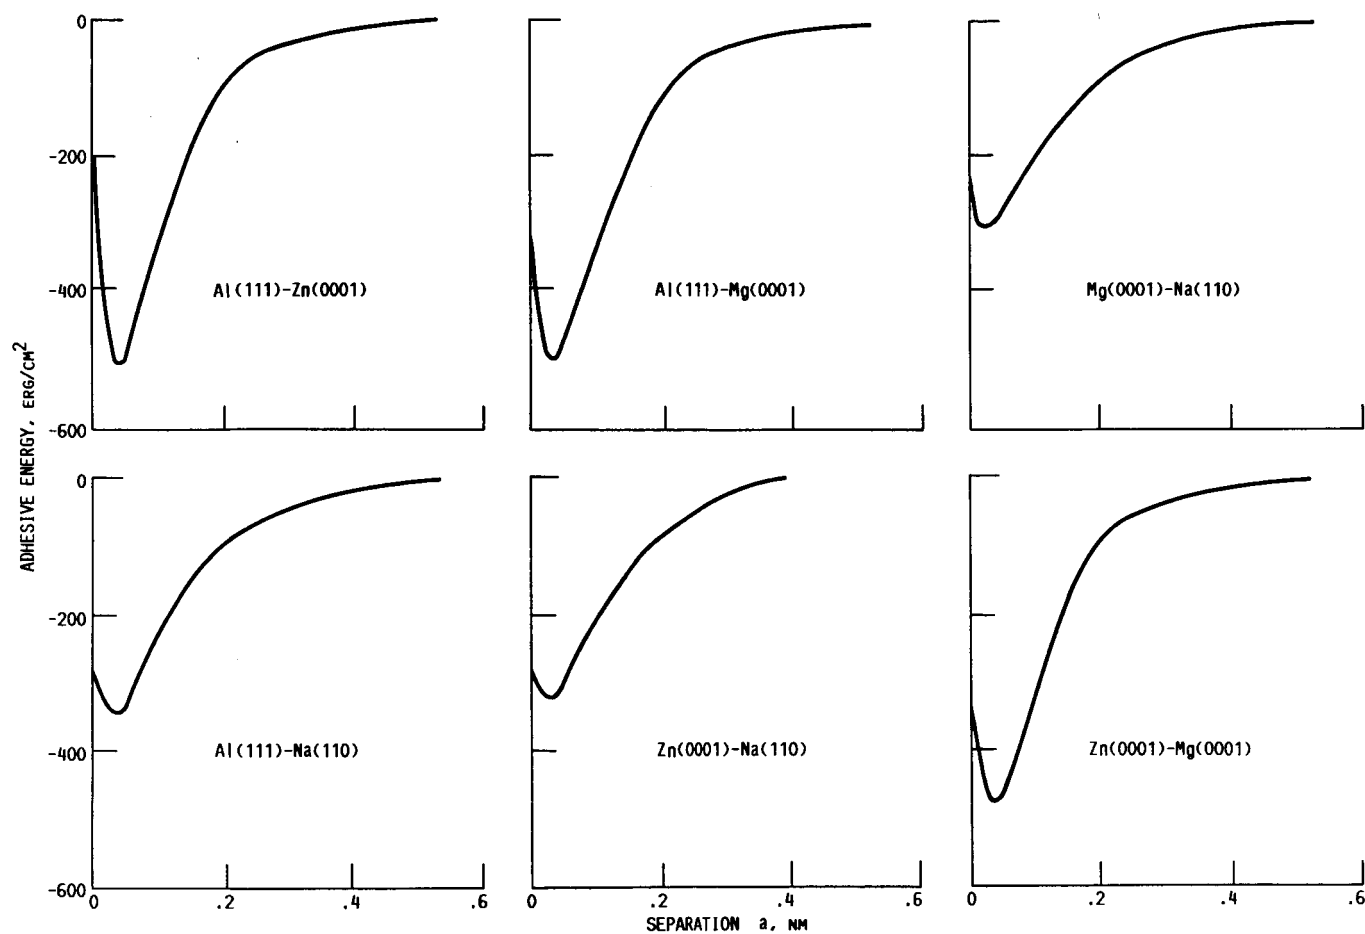 0
-200
-400
-600
Al(111)-Zn(0001)
Al(111)-Mg(0001)
Mg(0001)-Na(110)
ADHESIVE ENERGY, ERG/CM2
0
-200
-400
-600
Al(111)-Na(110)
Zn(0001)-Na(110)
Zn(0001)-Mg(0001)
0 .2 .4 .6 0 .2 .4 .6 0 .2 .4 .6
SEPARATION a, NM